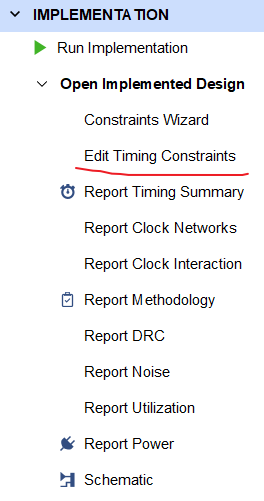 IMPLEMENTATION
Run Implementation
Open Implemented Design
Constraints Wizard
Edit Timing Constraints
Report Timing Summary
Report Clock Networks
Report Clock Interaction
Report Methodology
Report DRC
Report Noise
Report Utilization
Report Power
Schematic